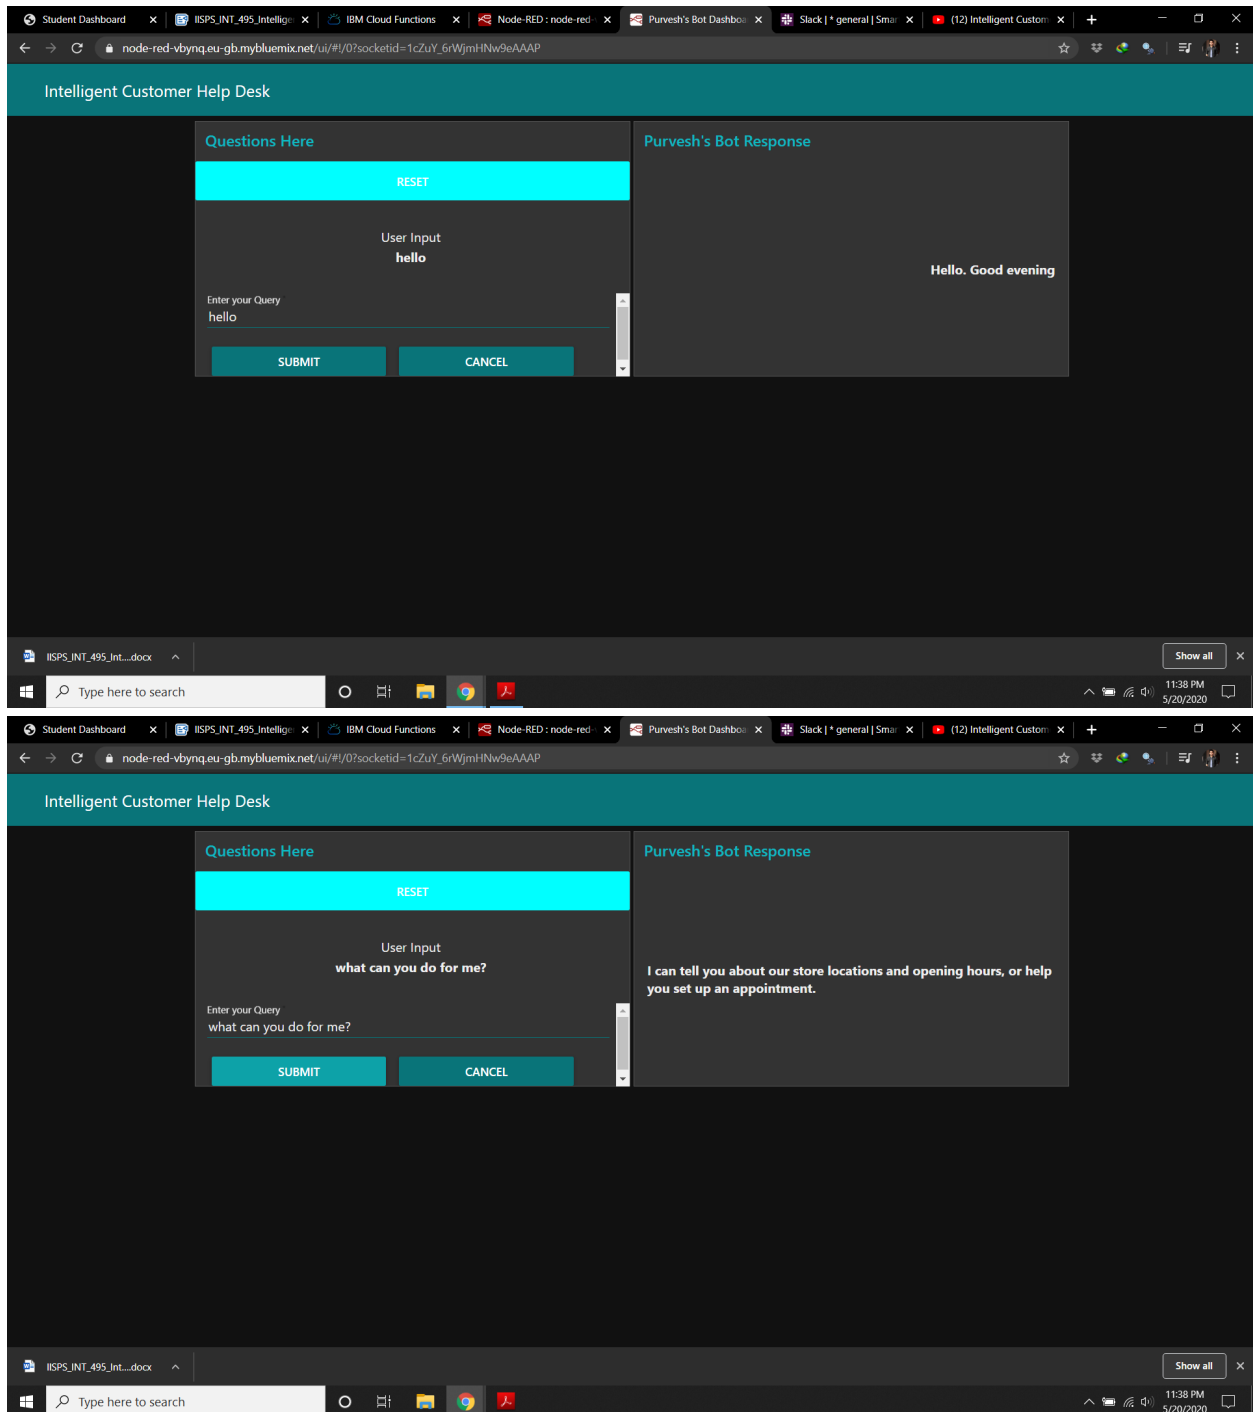 Student Dashboard
IISPS_INT_495_Intellige
IBM Cloud Functions
Node-RED : node-red-
Purvesh's Bot Dashboa
Slack | * general | Smar
(12) Intelligent Custom
node-red-vbynq.eu-gb.mybluemix.net/ui/#!/0?socketid=1cZuY_6rWjmHNw9eAAAP
Intelligent Customer Help Desk
Questions Here
RESET
User Input
hello
Enter your Query
hello
SUBMIT
CANCEL
Purvesh's Bot Response
Hello. Good evening
IISPS_INT_495_Int....docx
Show all
Type here to search
11:38 PM
5/20/2020
Student Dashboard
IISPS_INT_495_Intellige
IBM Cloud Functions
Node-RED : node-red-
Purvesh's Bot Dashboa
Slack | * general | Smar
(12) Intelligent Custom
node-red-vbynq.eu-gb.mybluemix.net/ui/#!/0?socketid=1cZuY_6rWjmHNw9eAAAP
Intelligent Customer Help Desk
Questions Here
RESET
User Input
what can you do for me?
Enter your Query
what can you do for me?
SUBMIT
CANCEL
Purvesh's Bot Response
I can tell you about our store locations and opening hours, or help
you set up an appointment.
IISPS_INT_495_Int....docx
Show all
Type here to search
11:38 PM
5/20/2020